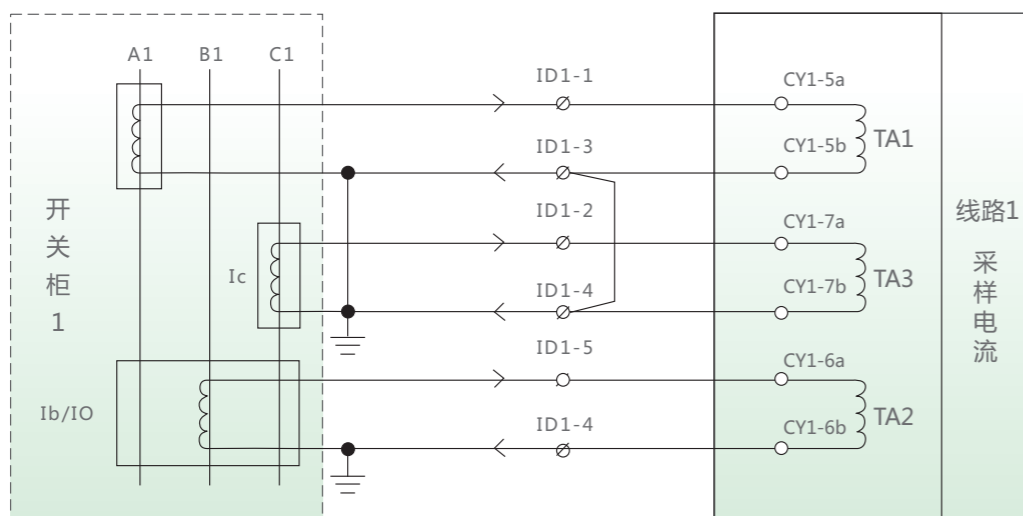 A1 B1 C1
ID1-1
CY1-5a
ID1-3
CY1-5b
TA1
开关柜1
线路1
采样电流
ID1-2
CY1-7a
Ic
ID1-4
CY1-7b
TA3
ID1-5
CY1-6a
Ib/IO
ID1-4
CY1-6b
TA2